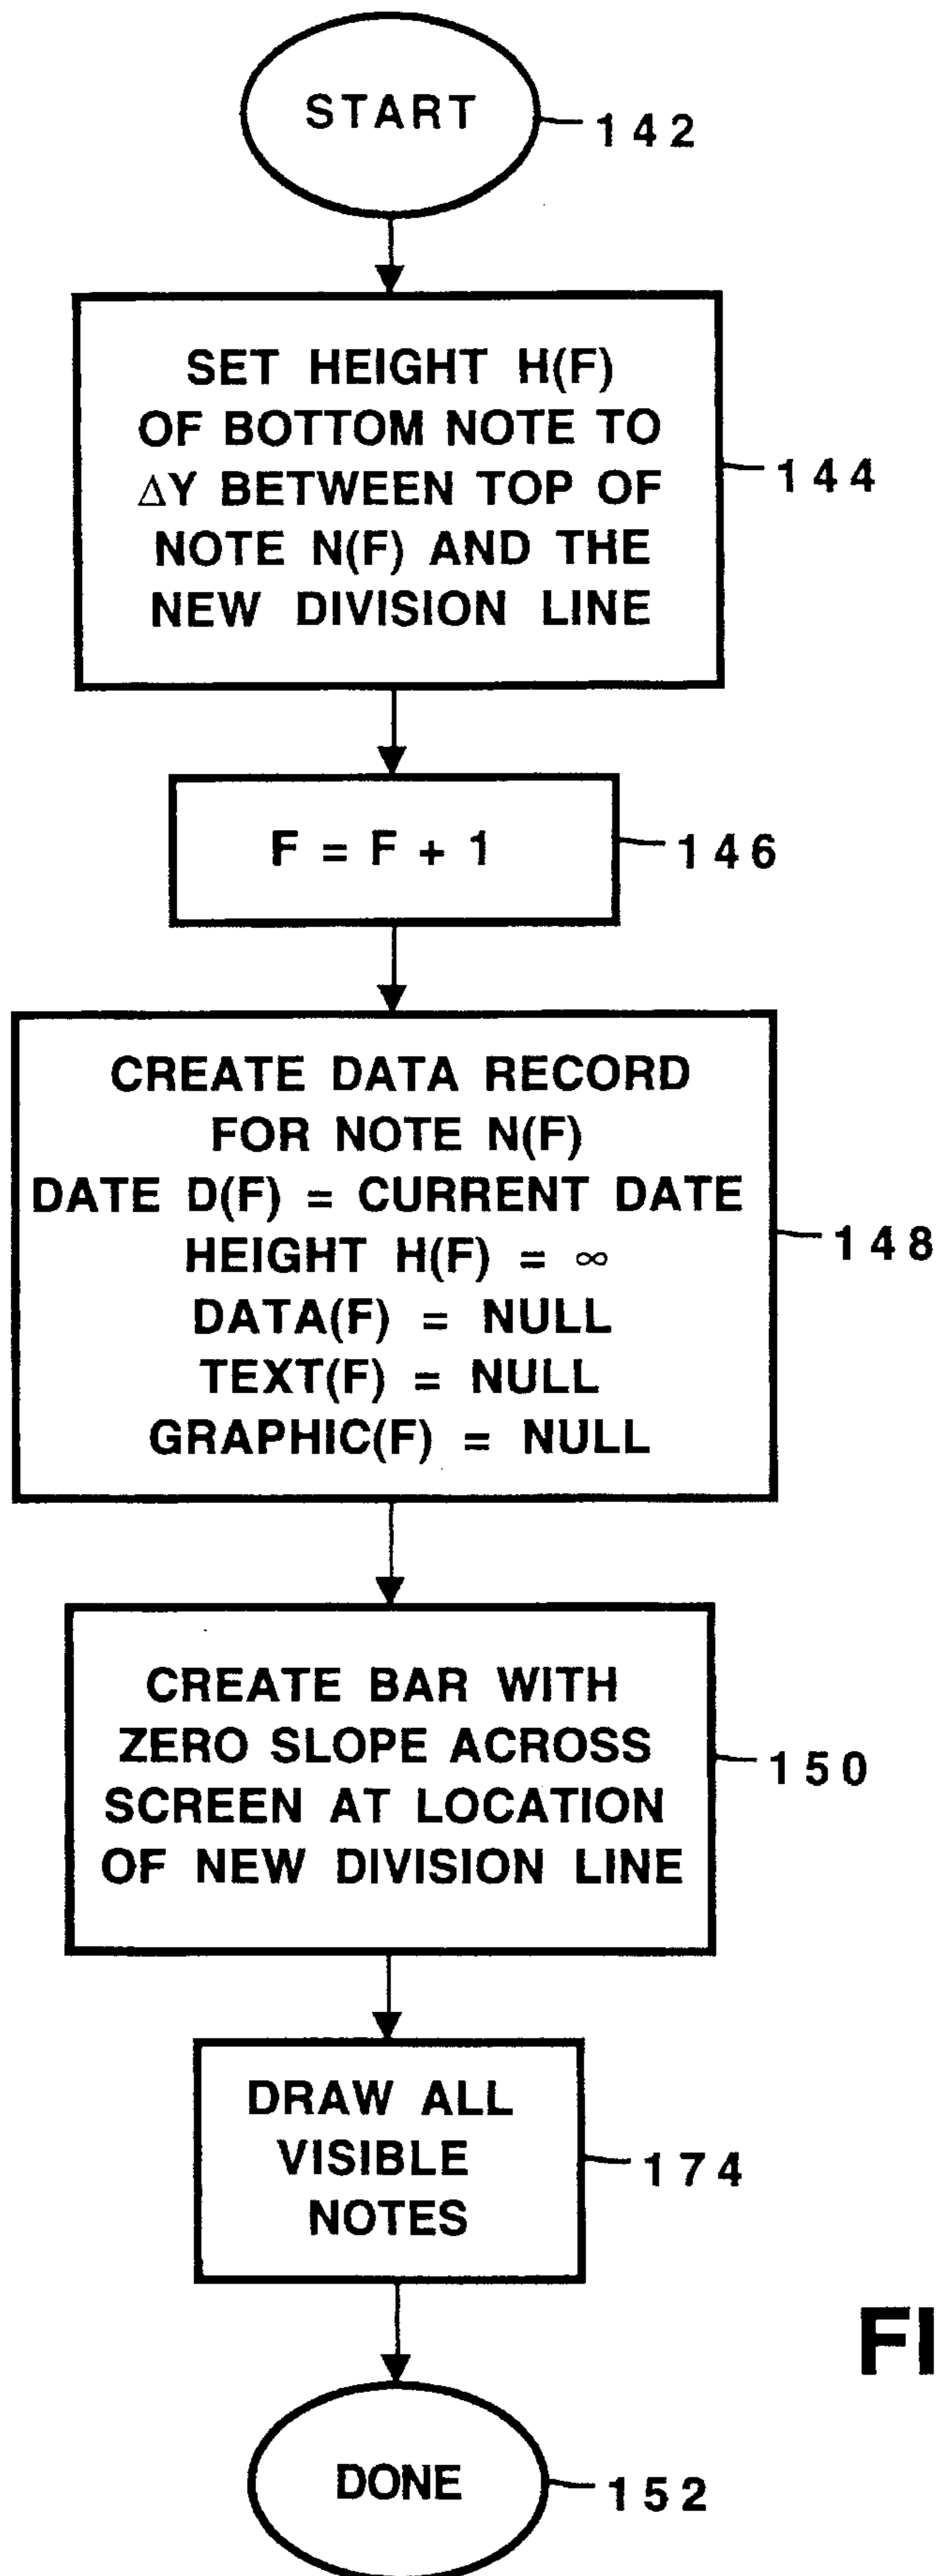 START
142
SET HEIGHT H(F)
OF BOTTOM NOTE TO
ΔY BETWEEN TOP OF
NOTE N(F) AND THE
NEW DIVISION LINE
144
F = F + 1
146
CREATE DATA RECORD
FOR NOTE N(F)
DATE D(F) = CURRENT DATE
HEIGHT H(F) = ∞
DATA(F) = NULL
TEXT(F) = NULL
GRAPHIC(F) = NULL
148
CREATE BAR WITH
ZERO SLOPE ACROSS
SCREEN AT LOCATION
OF NEW DIVISION LINE
150
DRAW ALL
VISIBLE
NOTES
174
FI
DONE
152